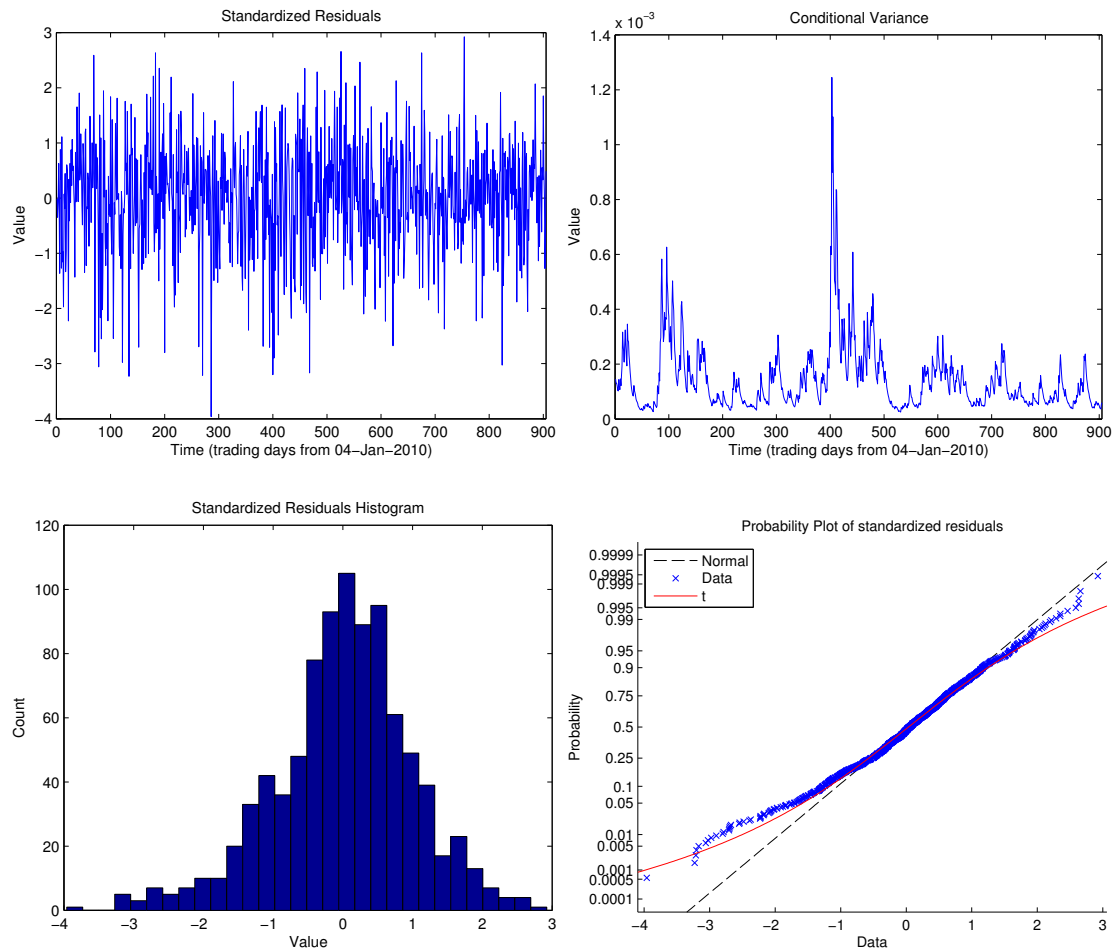 Standardized Residuals
3
2
1
0
−1
−2
−3
−4
Value
0 100 200 300 400 500 600 700 800 900
Time (trading days from 04−Jan−2010)
Conditional Variance
x 10⁻³
1.4
1.2
1
0.8
0.6
0.4
0.2
0
Value
0 100 200 300 400 500 600 700 800 900
Time (trading days from 04−Jan−2010)
Standardized Residuals Histogram
120
100
80
60
40
20
0
Count
−4 −3 −2 −1 0 1 2 3
Value
Probability Plot of standardized residuals
Normal
Data
t
0.9999
0.9995
0.999
0.995
0.99
0.95
0.9
0.75
0.5
0.25
0.1
0.05
0.01
0.005
0.001
0.0005
0.0001
Probability
−4 −3 −2 −1 0 1 2 3
Data